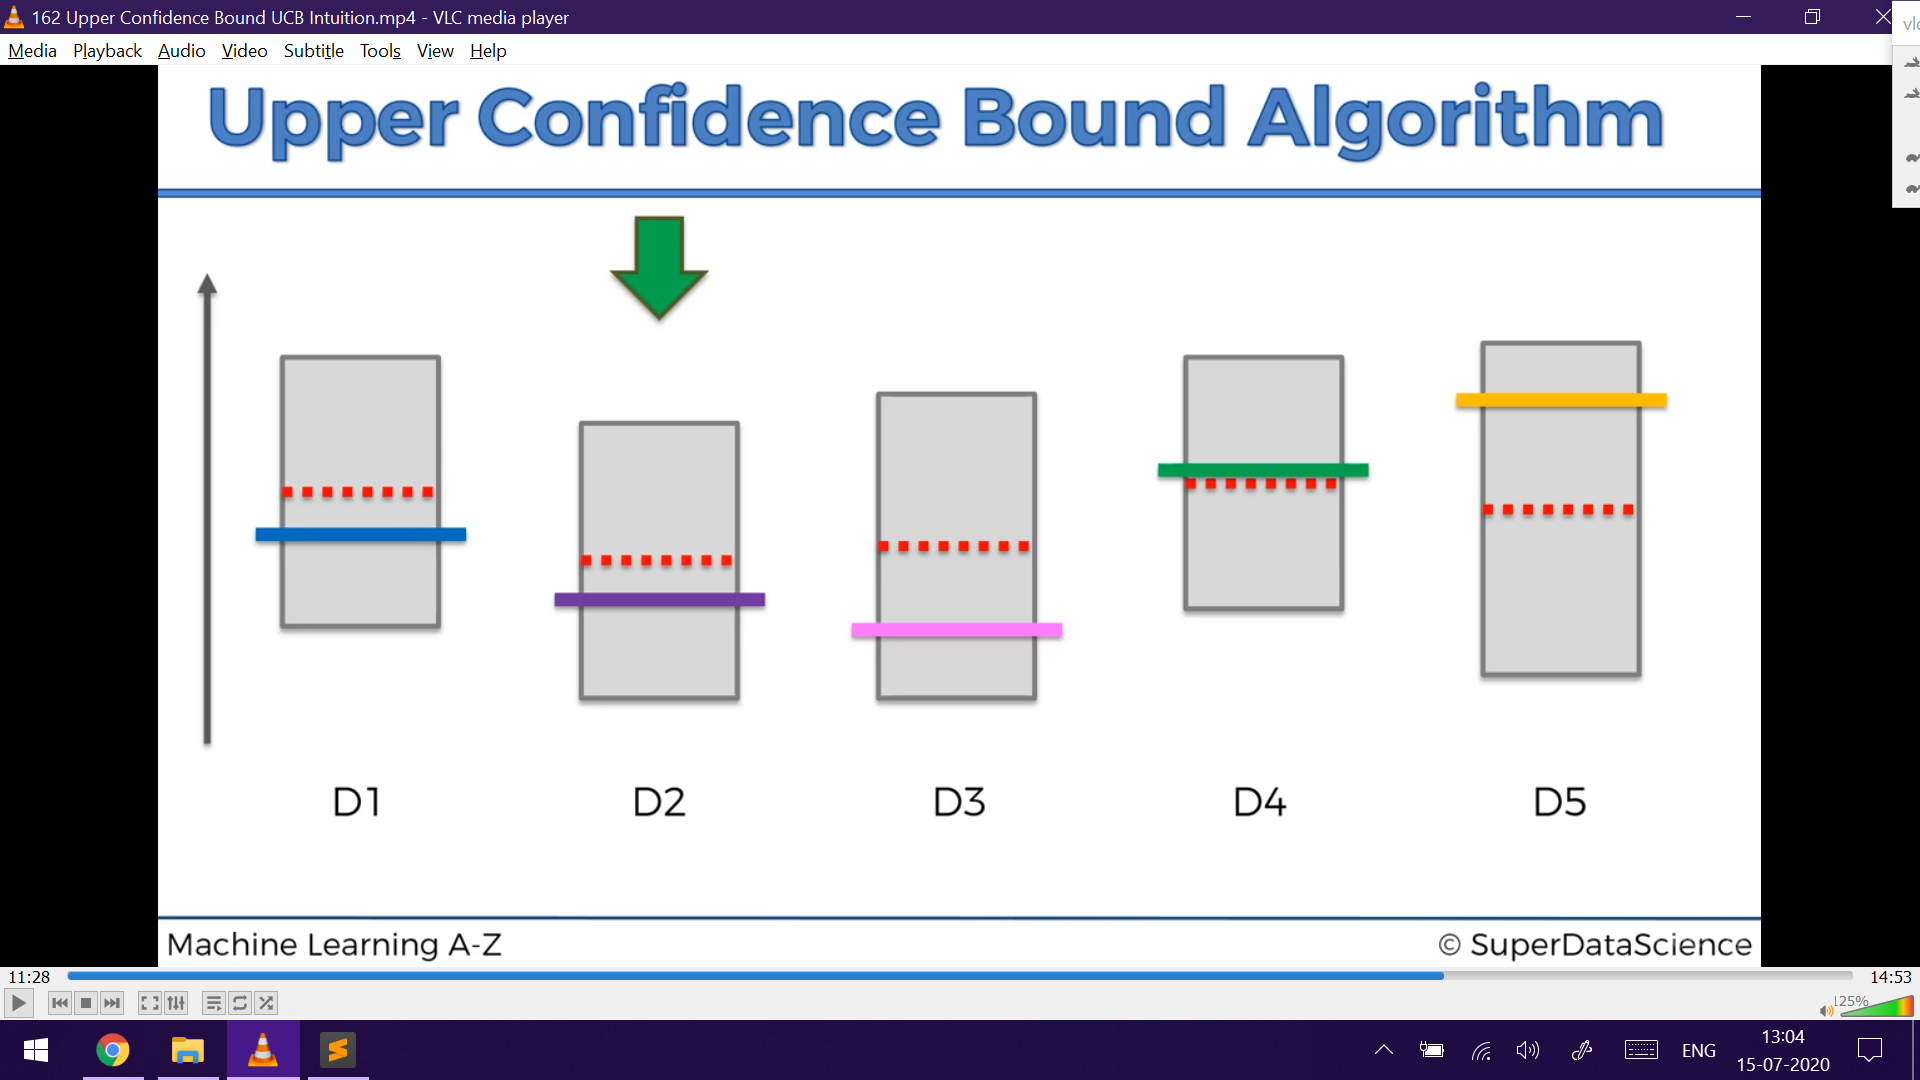 162 Upper Confidence Bound UCB Intuition.mp4 - VLC media player
Media Playback Audio Video Subtitle Tools View Help
Upper Confidence Bound Algorithm
D1 D2 D3 D4 D5
Machine Learning A-Z © SuperDataScience
11:28 14:53
125%
ENG 13:04
15-07-2020